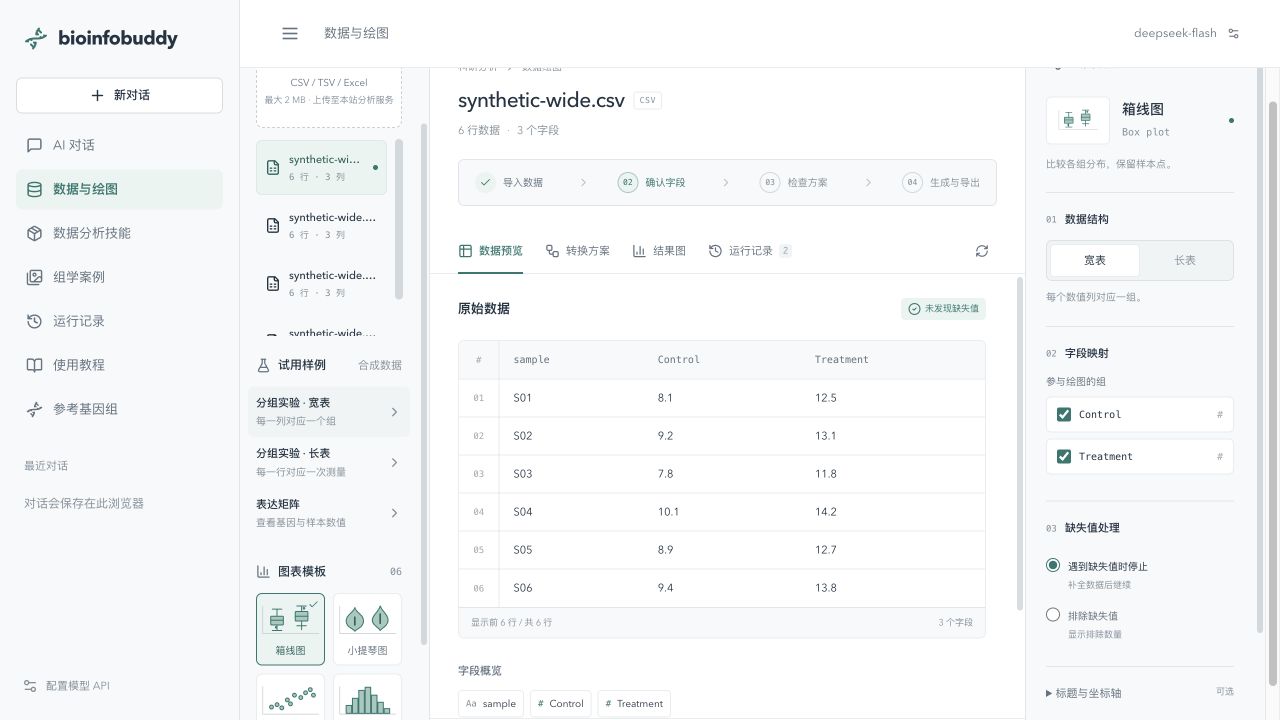 bioinfobuddy
新对话
AI 对话
数据与绘图
数据分析技能
组学案例
运行记录
使用教程
参考基因组
最近对话
对话会保存在此浏览器
配置模型 API
数据与绘图
deepseek-flash
CSV / TSV / Excel
最大 2 MB · 上传至本站分析服务
synthetic-wi...
6 行 · 3 列
synthetic-wide....
6 行 · 3 列
synthetic-wide....
6 行 · 3 列
synthetic-wide....
试用样例
合成数据
分组实验 · 宽表
每一列对应一个组
分组实验 · 长表
每一行对应一次测量
表达矩阵
查看基因与样本数值
图表模板
06
箱线图
小提琴图
synthetic-wide.csv
CSV
6 行数据 · 3 个字段
导入数据
02 确认字段
03 检查方案
04 生成与导出
数据预览
转换方案
结果图
运行记录 2
原始数据
未发现缺失值
# sample Control Treatment
01 S01 8.1 12.5
02 S02 9.2 13.1
03 S03 7.8 11.8
04 S04 10.1 14.2
05 S05 8.9 12.7
06 S06 9.4 13.8
显示前 6 行 / 共 6 行
3 个字段
字段概览
Aa sample
# Control
# Treatment
箱线图
Box plot
比较各组分布，保留样本点。
01 数据结构
宽表
长表
每个数值列对应一组。
02 字段映射
参与绘图的组
Control #
Treatment #
03 缺失值处理
遇到缺失值时停止
补全数据后继续
排除缺失值
显示排除数量
标题与坐标轴
可选